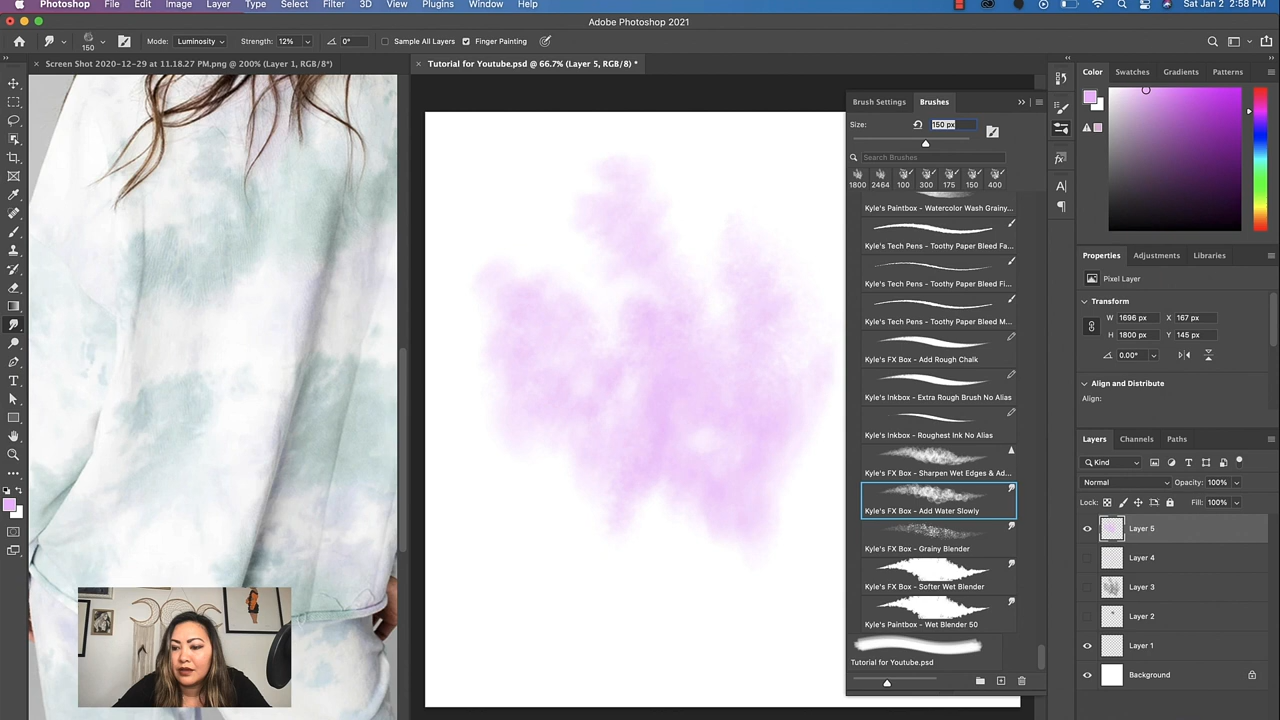 Photoshop File Edit Image Layer Type Select Filter 3D View Plugins Window Help Sat Jan 2 2:58 PM
Adobe Photoshop 2021
150 Mode: Luminosity Strength: 12% 0° Sample All Layers Finger Painting
Screen Shot 2020-12-29 at 11.18.27 PM.png @ 200% (Layer 1, RGB/8*)
Tutorial for Youtube.psd @ 66.7% (Layer 5, RGB/8) *
Brush Settings Brushes
Size: 150 px
Search Brushes
1800 2464 100 300 175 150 400
Kyle's Paintbox - Watercolor Wash Grainy...
Kyle's Tech Pens - Toothy Paper Bleed Fa...
Kyle's Tech Pens - Toothy Paper Bleed Fi...
Kyle's Tech Pens - Toothy Paper Bleed M...
Kyle's FX Box - Add Rough Chalk
Kyle's Inkbox - Extra Rough Brush No Alias
Kyle's Inkbox - Roughest Ink No Alias
Kyle's FX Box - Sharpen Wet Edges & Ad...
Kyle's FX Box - Add Water Slowly
Kyle's FX Box - Grainy Blender
Kyle's FX Box - Softer Wet Blender
Kyle's Paintbox - Wet Blender 50
Tutorial for Youtube.psd
Color Swatches Gradients Patterns
Properties Adjustments Libraries
Pixel Layer
Transform
W 1696 px X 167 px
H 1800 px Y 145 px
0.00°
Align and Distribute
Align:
Layers Channels Paths
Kind
Normal Opacity: 100%
Lock: Fill: 100%
Layer 5
Layer 4
Layer 3
Layer 2
Layer 1
Background